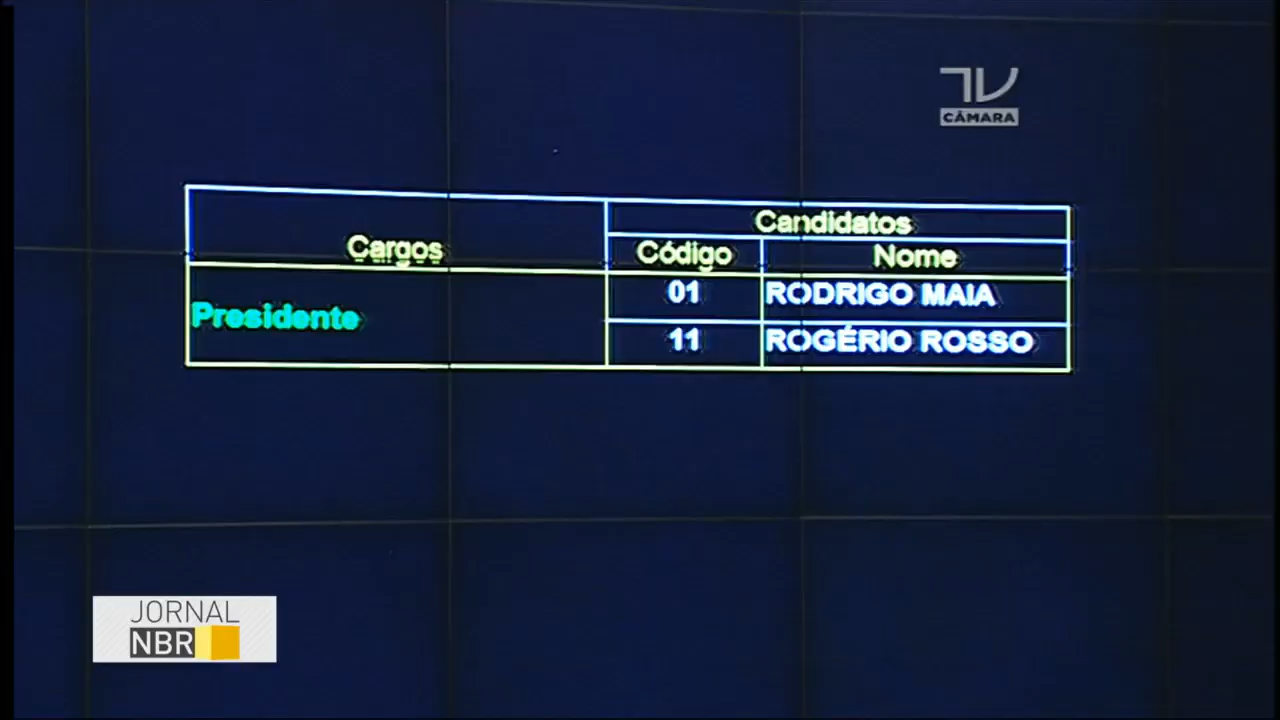 TV
CÂMARA
Candidatos
Cargos
Código
Nome
Presidente
01
RODRIGO MAIA
11
ROGÉRIO ROSSO
JORNAL
NBR